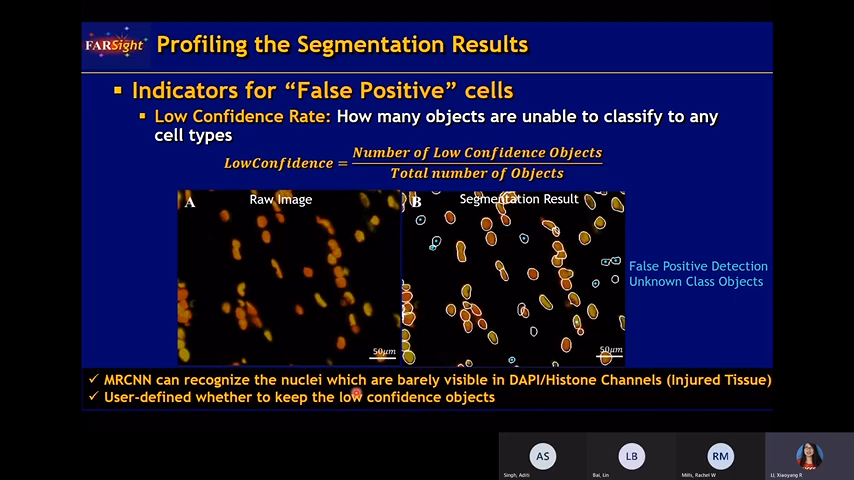 FARSight
Profiling the Segmentation Results
Indicators for “False Positive” cells
Low Confidence Rate: How many objects are unable to classify to any
cell types
LowConfidence = Number of Low Confidence Objects
Total number of Objects
A Raw Image
B Segmentation Result
False Positive Detection
Unknown Class Objects
50μm
50μm
✓ MRCNN can recognize the nuclei which are barely visible in DAPI/Histone Channels (Injured Tissue)
✓ User-defined whether to keep the low confidence objects
AS
LB
RM
Singh, Aditi
Bai, Lin
Mills, Rachel W
LI, Xiaoyang R